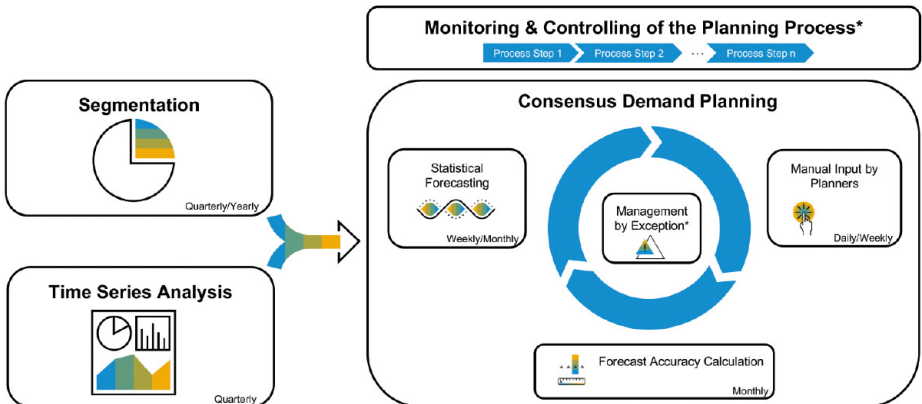 Monitoring & Controlling of the Planning Process*
Process Step 1
Process Step 2
...
Process Step n
Segmentation
Quarterly/Yearly
Time Series Analysis
Quarterly
Consensus Demand Planning
Statistical
Forecasting
Weekly/Monthly
Management
by Exception*
Manual Input by
Planners
Daily/Weekly
Forecast Accuracy Calculation
Monthly